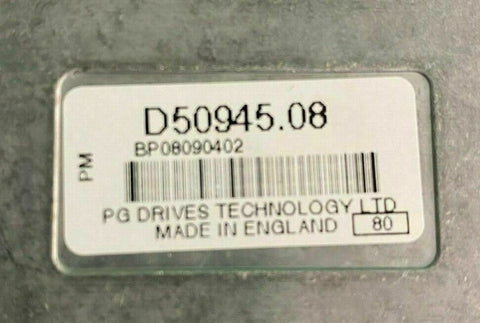 D50945.08
BP08090402
PM
PG DRIVES TECHNOLOGY LTD
MADE IN ENGLAND 80